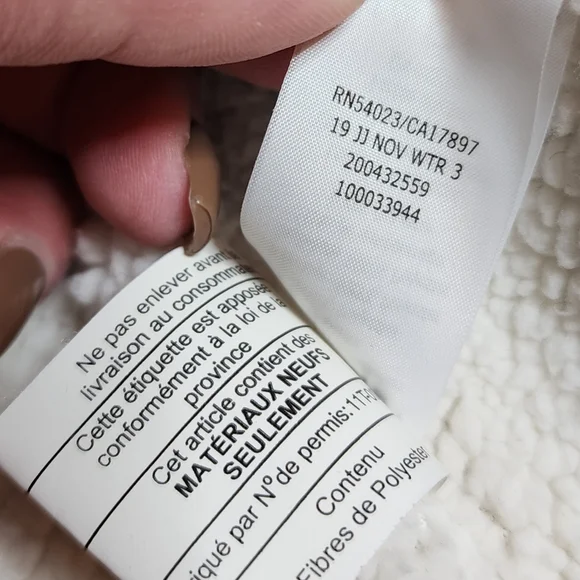 RN54023/CA17897
19 JJ NOV WTR 3
200432559
100033944
Ne pas enlever avant
livraison au consomma
Cette étiquette est apposée
conformément à la loi de la
province
Cet article contient des
MATÉRIAUX NEUFS
SEULEMENT
iqué par Nº de permis:
Contenu
Fibres de Polyester